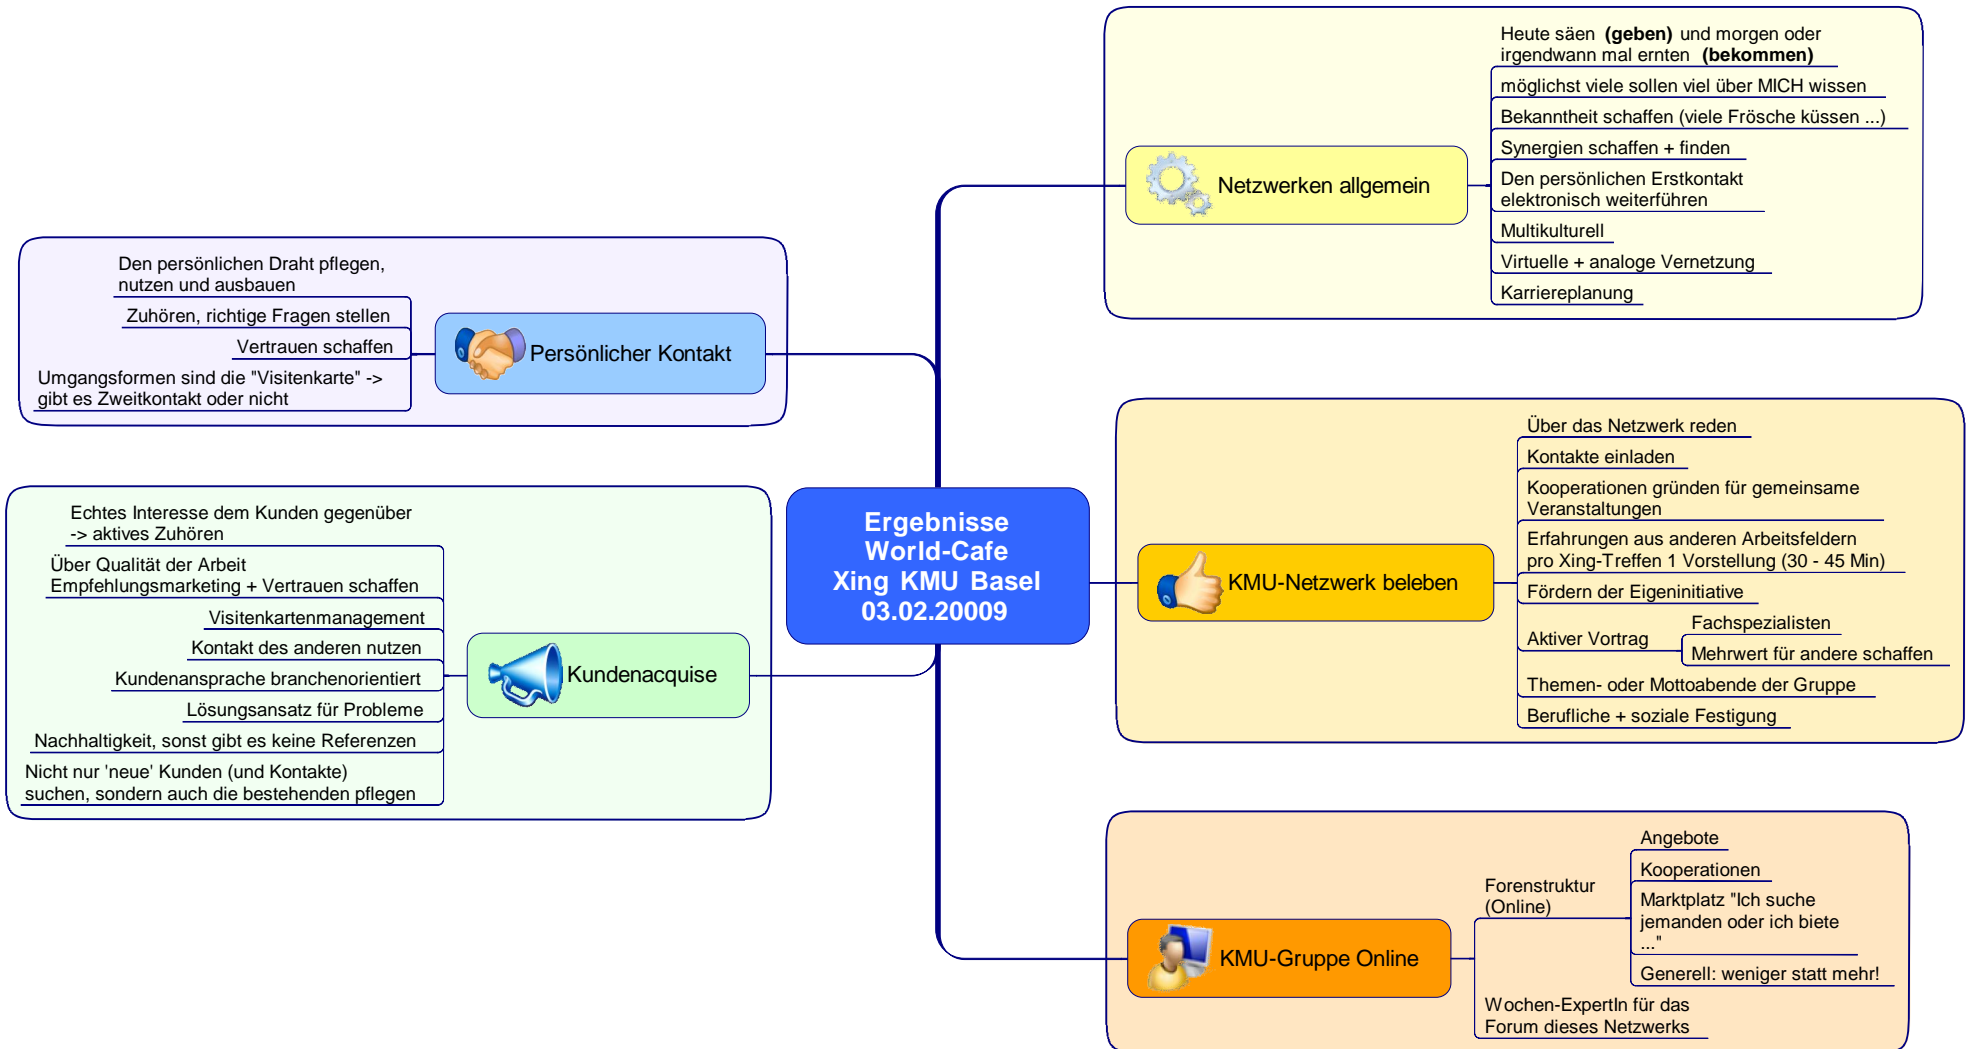 Ergebnisse
World-Cafe
Xing KMU Basel
03.02.20009
Netzwerken allgemein
Heute säen (geben) und morgen oder
irgendwann mal ernten (bekommen)
möglichst viele sollen viel über MICH wissen
Bekanntheit schaffen (viele Frösche küssen ...)
Synergien schaffen + finden
Den persönlichen Erstkontakt
elektronisch weiterführen
Multikulturell
Virtuelle + analoge Vernetzung
Karriereplanung
KMU-Netzwerk beleben
Über das Netzwerk reden
Kontakte einladen
Kooperationen gründen für gemeinsame
Veranstaltungen
Erfahrungen aus anderen Arbeitsfeldern
pro Xing-Treffen 1 Vorstellung (30 - 45 Min)
Fördern der Eigeninitiative
Aktiver Vortrag
Fachspezialisten
Mehrwert für andere schaffen
Themen- oder Mottoabende der Gruppe
Berufliche + soziale Festigung
KMU-Gruppe Online
Forenstruktur
(Online)
Angebote
Kooperationen
Marktplatz "Ich suche
jemanden oder ich biete
..."
Generell: weniger statt mehr!
Wochen-ExpertIn für das
Forum dieses Netzwerks
Persönlicher Kontakt
Den persönlichen Draht pflegen,
nutzen und ausbauen
Zuhören, richtige Fragen stellen
Vertrauen schaffen
Umgangsformen sind die "Visitenkarte" ->
gibt es Zweitkontakt oder nicht
Kundenacquise
Echtes Interesse dem Kunden gegenüber
-> aktives Zuhören
Über Qualität der Arbeit
Empfehlungsmarketing + Vertrauen schaffen
Visitenkartenmanagement
Kontakt des anderen nutzen
Kundenansprache branchenorientiert
Lösungsansatz für Probleme
Nachhaltigkeit, sonst gibt es keine Referenzen
Nicht nur 'neue' Kunden (und Kontakte)
suchen, sondern auch die bestehenden pflegen